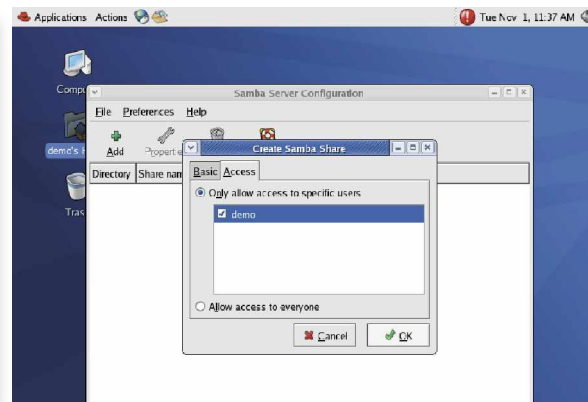 Applications Actions
Tue Nov 1, 11:37 AM
Samba Server Configuration
File Preferences Help
Add
Create Samba Share
Directory Share nam
Basic Access
Only allow access to specific users
demo
Allow access to everyone
Cancel OK
demo's
Tras